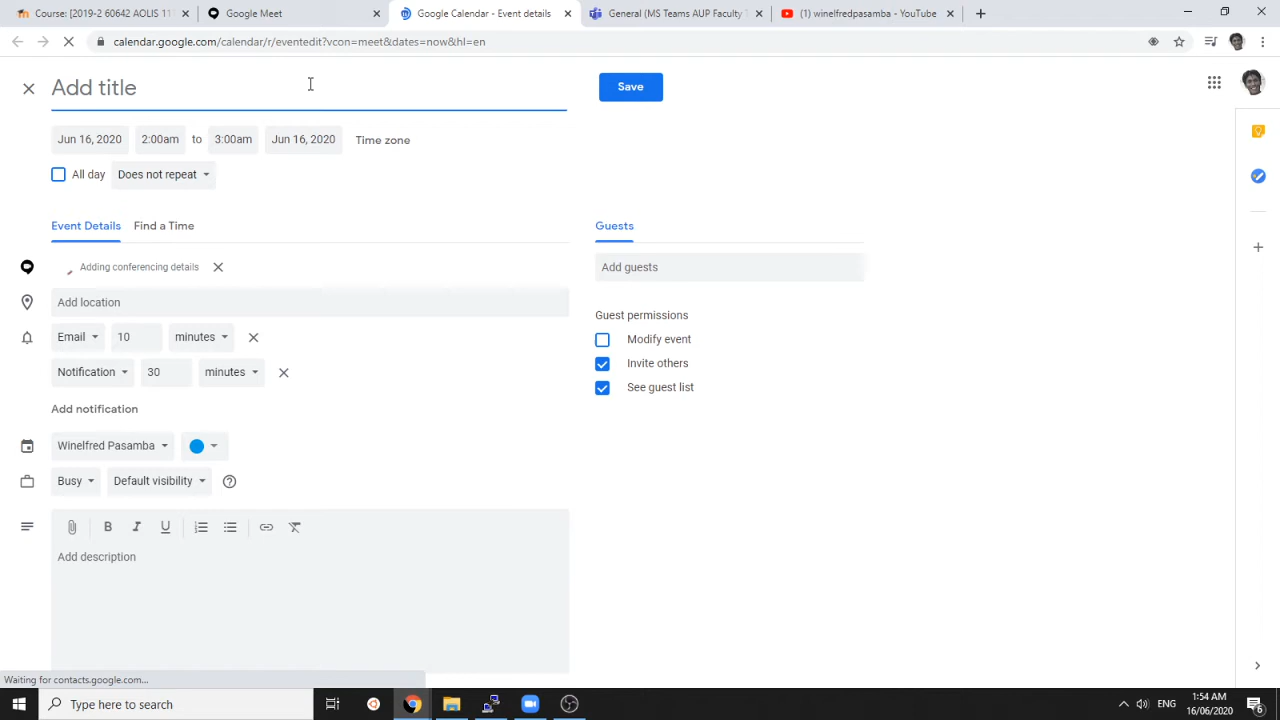 Course: [2019-2 60642 AOLIS 11
Google Meet
Google Calendar - Event details
General (MS Teams AUP Faculty T
(1) winelfredpasamba - YouTube
calendar.google.com/calendar/r/eventedit?vcon=meet&dates=now&hl=en
Add title
Save
Jun 16, 2020 2:00am to 3:00am Jun 16, 2020 Time zone
All day Does not repeat
Event Details Find a Time
Guests
Adding conferencing details
Add guests
Add location
Guest permissions
Email 10 minutes
Modify event
Invite others
Notification 30 minutes
See guest list
Add notification
Winelfred Pasamba
Busy Default visibility
Add description
Waiting for contacts.google.com...
Type here to search
ENG
1:54 AM
16/06/2020
6